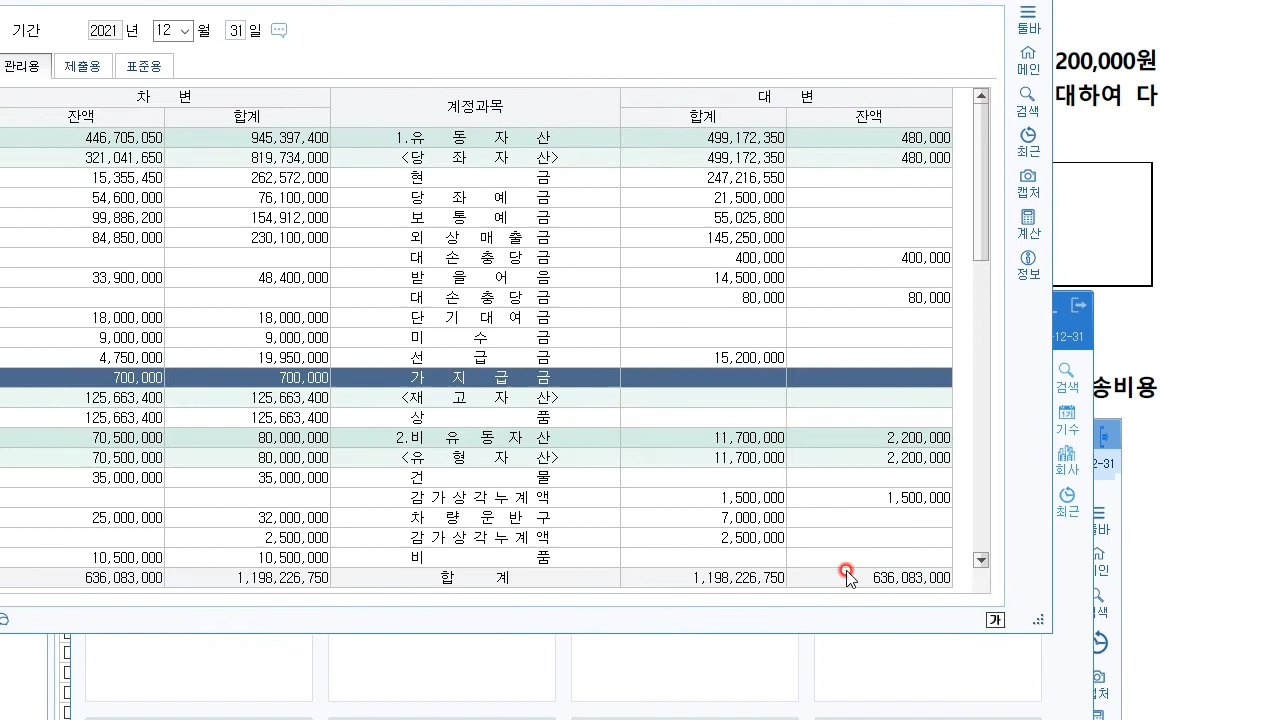 기간 2021 년 12 월 31 일
관리용 제출용 표준용
차 변 계정과목 대 변
잔액 합계 합계 잔액
446,705,050 945,397,400 1.유 동 자 산 499,172,350 480,000
321,041,650 819,734,000 <당 좌 자 산> 499,172,350 480,000
15,355,450 262,572,000 현 금 247,216,550
54,600,000 76,100,000 당 좌 예 금 21,500,000
99,886,200 154,912,000 보 통 예 금 55,025,800
84,850,000 230,100,000 외 상 매 출 금 145,250,000
대 손 충 당 금 400,000 400,000
33,900,000 48,400,000 받 을 어 음 14,500,000
대 손 충 당 금 80,000 80,000
18,000,000 18,000,000 단 기 대 여 금
9,000,000 9,000,000 미 수 금
4,750,000 19,950,000 선 급 금 15,200,000
700,000 700,000 가 지 급 금
125,663,400 125,663,400 <재 고 자 산>
125,663,400 125,663,400 상 품
70,500,000 80,000,000 2.비 유 동 자 산 11,700,000 2,200,000
70,500,000 80,000,000 <유 형 자 산> 11,700,000 2,200,000
35,000,000 35,000,000 건 물
감 가 상 각 누 계 액 1,500,000 1,500,000
25,000,000 32,000,000 차 량 운 반 구 7,000,000
2,500,000 감 가 상 각 누 계 액 2,500,000
10,500,000 10,500,000 비 품
636,083,000 1,198,226,750 합 계 1,198,226,750 636,083,000
가
툴바
메인
검색
최근
캡처
계산
정보
200,000원
대하여 다
12-31
검색
기수
회사
최근
송비용
2-31